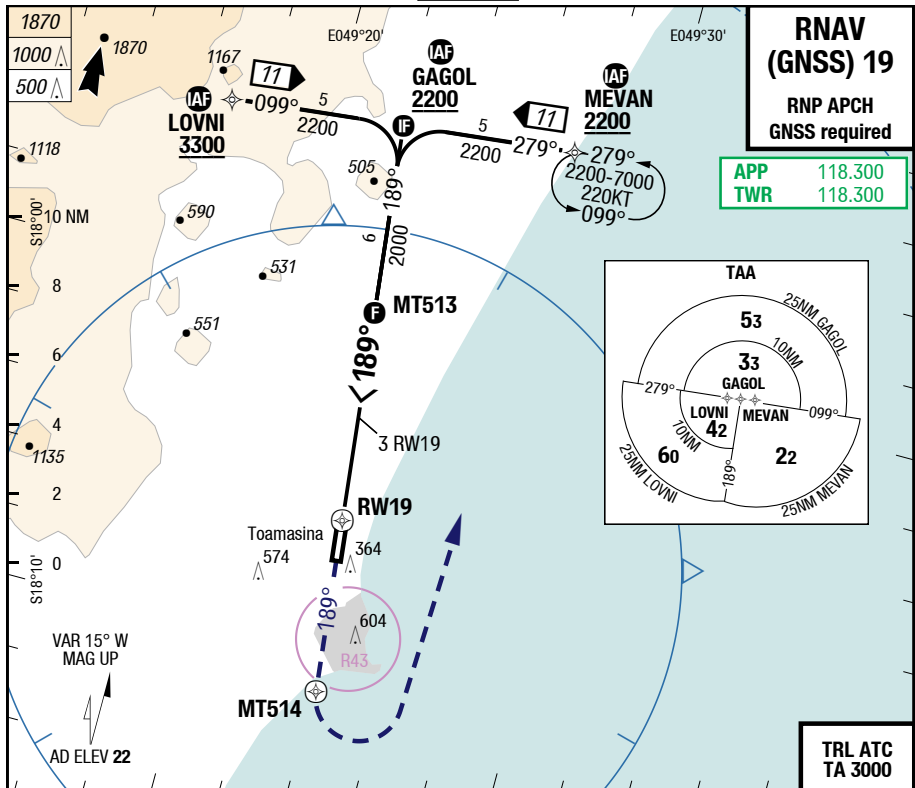 1870
1000
500
1870
1167
E049°20'
E049°30'
RNAV
(GNSS) 19
RNP APCH
GNSS required
APP 118.300
TWR 118.300
IAF
LOVNI
3300
11
099°
5
2200
IAF
GAGOL
2200
IF
IAF
MEVAN
2200
11
5
2200
279°
279°
2200-7000
220KT
099°
1118
505
590
531
551
1135
S18°00'
10 NM
8
6
4
2
0
S18°10'
189°
6
2000
F
MT513
189°
3 RW19
RW19
Toamasina
574
364
189°
604
R43
MT514
VAR 15° W
MAG UP
AD ELEV 22
TAA
25NM GAGOL
53
10NM
33
GAGOL
279°
LOVNI
MEVAN
099°
42
10NM
60
189°
22
25NM LOVNI
25NM MEVAN
TRL ATC
TA 3000